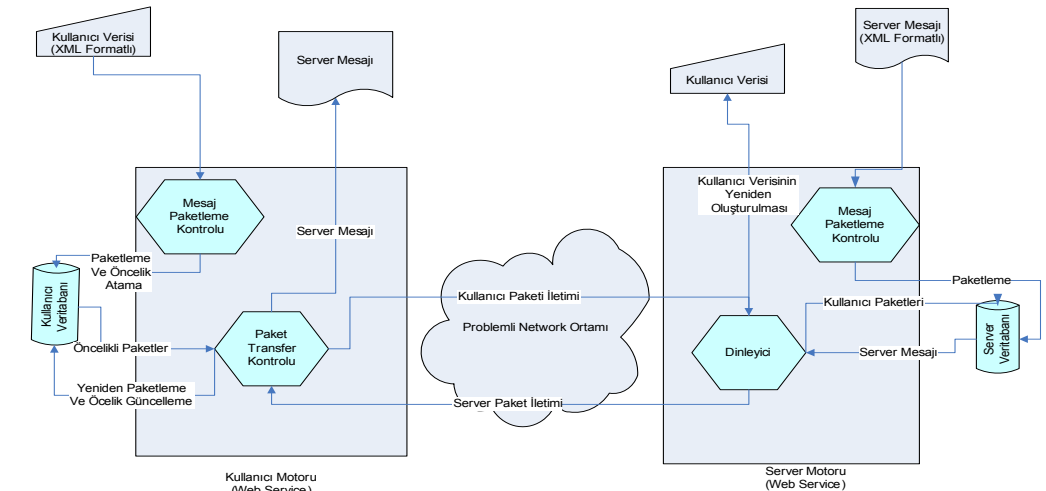 Kullanıcı Verisi
(XML Formatlı)
Server Mesajı
Kullanıcı Verisi
Server Mesajı
(XML Formatlı)
Mesaj
Paketleme
Kontrolu
Server Mesajı
Paketleme
Ve Öncelik
Atama
Kullanıcı
Veritabanı
Öncelikli Paketler
Paket
Transfer
Kontrolu
Yeniden Paketleme
Ve Öcelik Güncelleme
Kullanıcı Motoru
(Web Service)
Kullanıcı Paketi İletimi
Problemli Network Ortamı
Server Paket İletimi
Kullanıcı Verisinin
Yeniden
Oluşturulması
Mesaj
Paketleme
Kontrolu
Paketleme
Kullanıcı Paketleri
Dinleyici
Server Mesajı
Server
Veritabanı
Server Motoru
(Web Service)